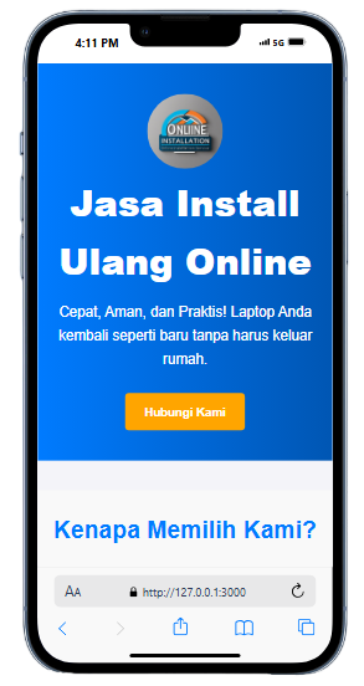 4:11 PM
5G
ONLINE
INSTALLATION
Jasa Install
Ulang Online
Cepat, Aman, dan Praktis! Laptop Anda
kembali seperti baru tanpa harus keluar
rumah.
Hubungi Kami
Kenapa Memilih Kami?
AA
http://127.0.0.1:3000